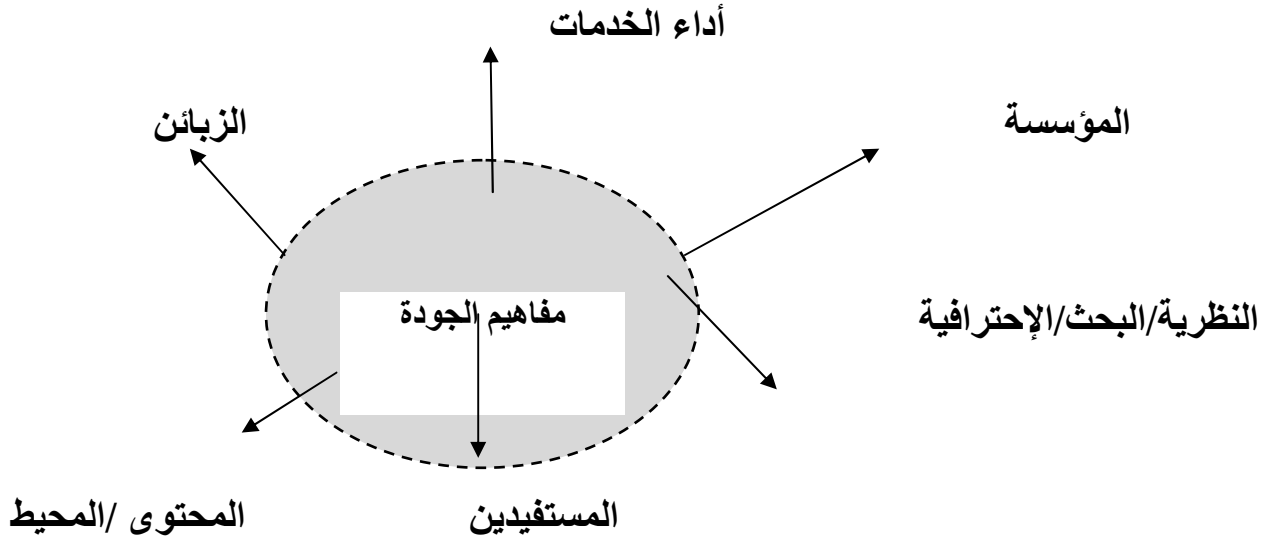 أداء الخدمات
المؤسسة
الزبائن
مفاهيم الجودة
النظرية/البحث/الإحترافية
المستفيدين
المحتوى /المحيط